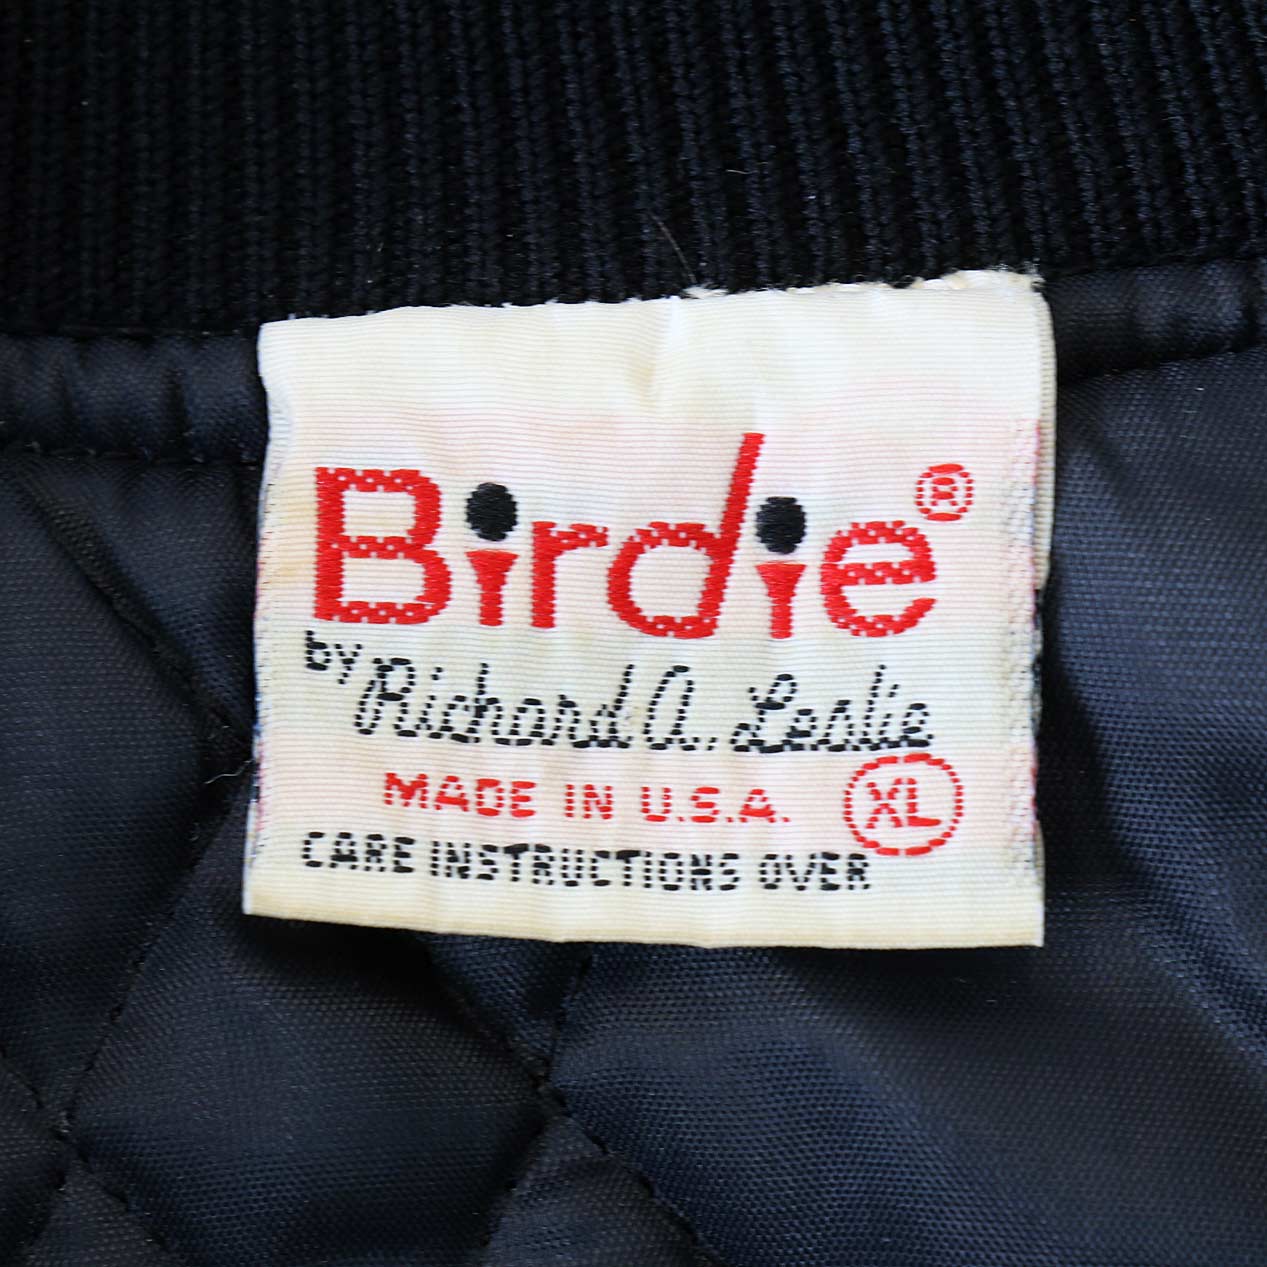 Birdie®
by Richard A. Leslie
MADE IN U.S.A. XL
CARE INSTRUCTIONS OVER